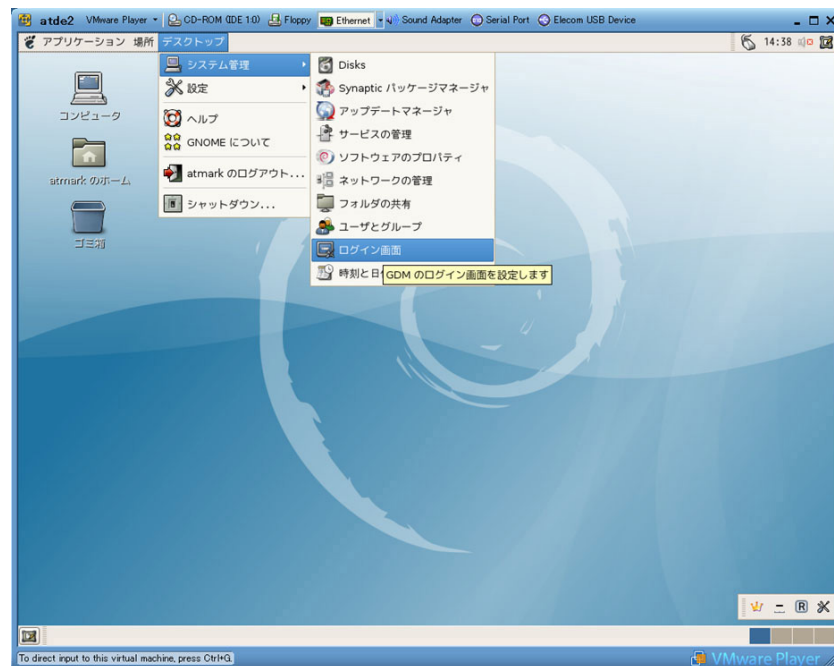 atde2 VMware Player CD-ROM (IDE 1:0) Floppy Ethernet Sound Adapter Serial Port Elecom USB Device
アプリケーション 場所 デスクトップ 14:38
システム管理
設定
ヘルプ
GNOME について
atmark のログアウト...
シャットダウン...
Disks
Synaptic パッケージマネージャ
アップデートマネージャ
サービスの管理
ソフトウェアのプロパティ
ネットワークの管理
フォルダの共有
ユーザとグループ
ログイン画面
時刻と日
GDM のログイン画面を設定します
コンピュータ
atmark のホーム
ゴミ箱
R
To direct input to this virtual machine, press Ctrl+G.
VMware Player